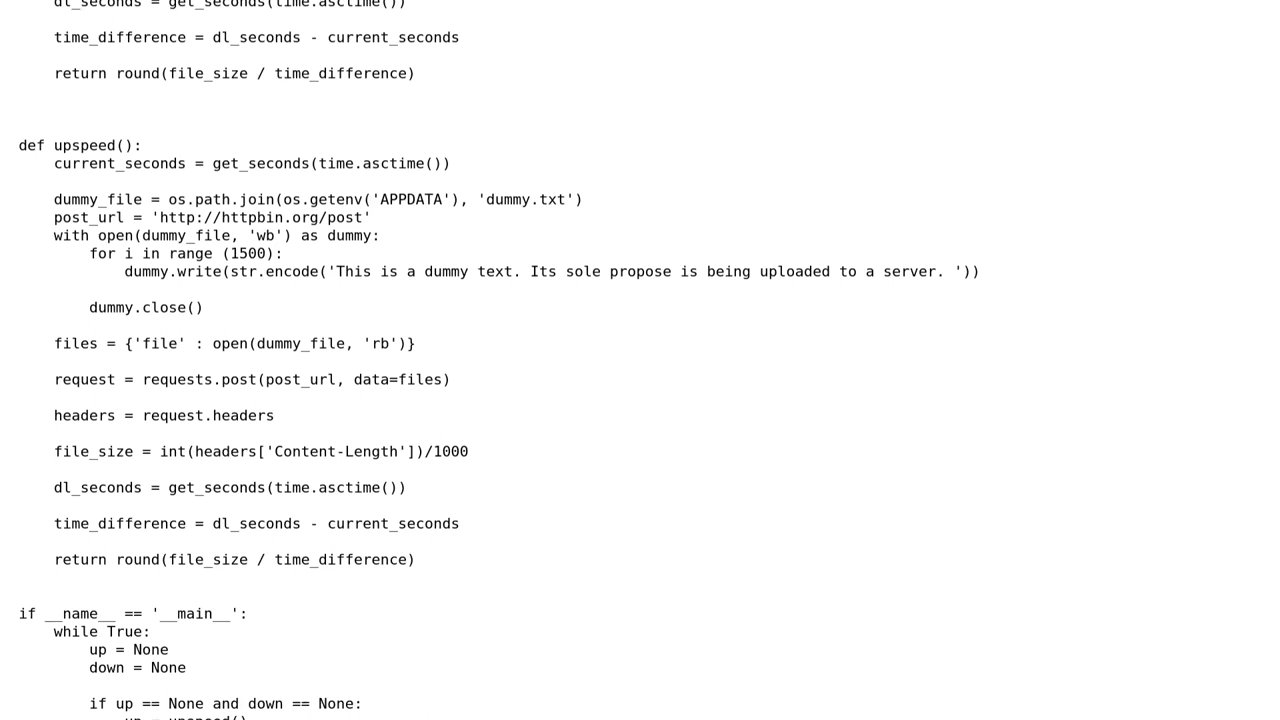 dl_seconds = get_seconds(time.asctime())
time_difference = dl_seconds - current_seconds
return round(file_size / time_difference)
def upspeed():
current_seconds = get_seconds(time.asctime())
dummy_file = os.path.join(os.getenv('APPDATA'), 'dummy.txt')
post_url = 'http://httpbin.org/post'
with open(dummy_file, 'wb') as dummy:
for i in range (1500):
dummy.write(str.encode('This is a dummy text. Its sole propose is being uploaded to a server. '))
dummy.close()
files = {'file' : open(dummy_file, 'rb')}
request = requests.post(post_url, data=files)
headers = request.headers
file_size = int(headers['Content-Length'])/1000
dl_seconds = get_seconds(time.asctime())
time_difference = dl_seconds - current_seconds
return round(file_size / time_difference)
if __name__ == '__main__':
while True:
up = None
down = None
if up == None and down == None:
up = upspeed()